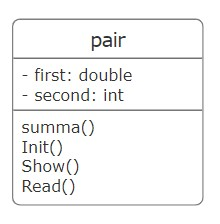 pair
- first: double
- second: int
summa()
Init()
Show()
Read()